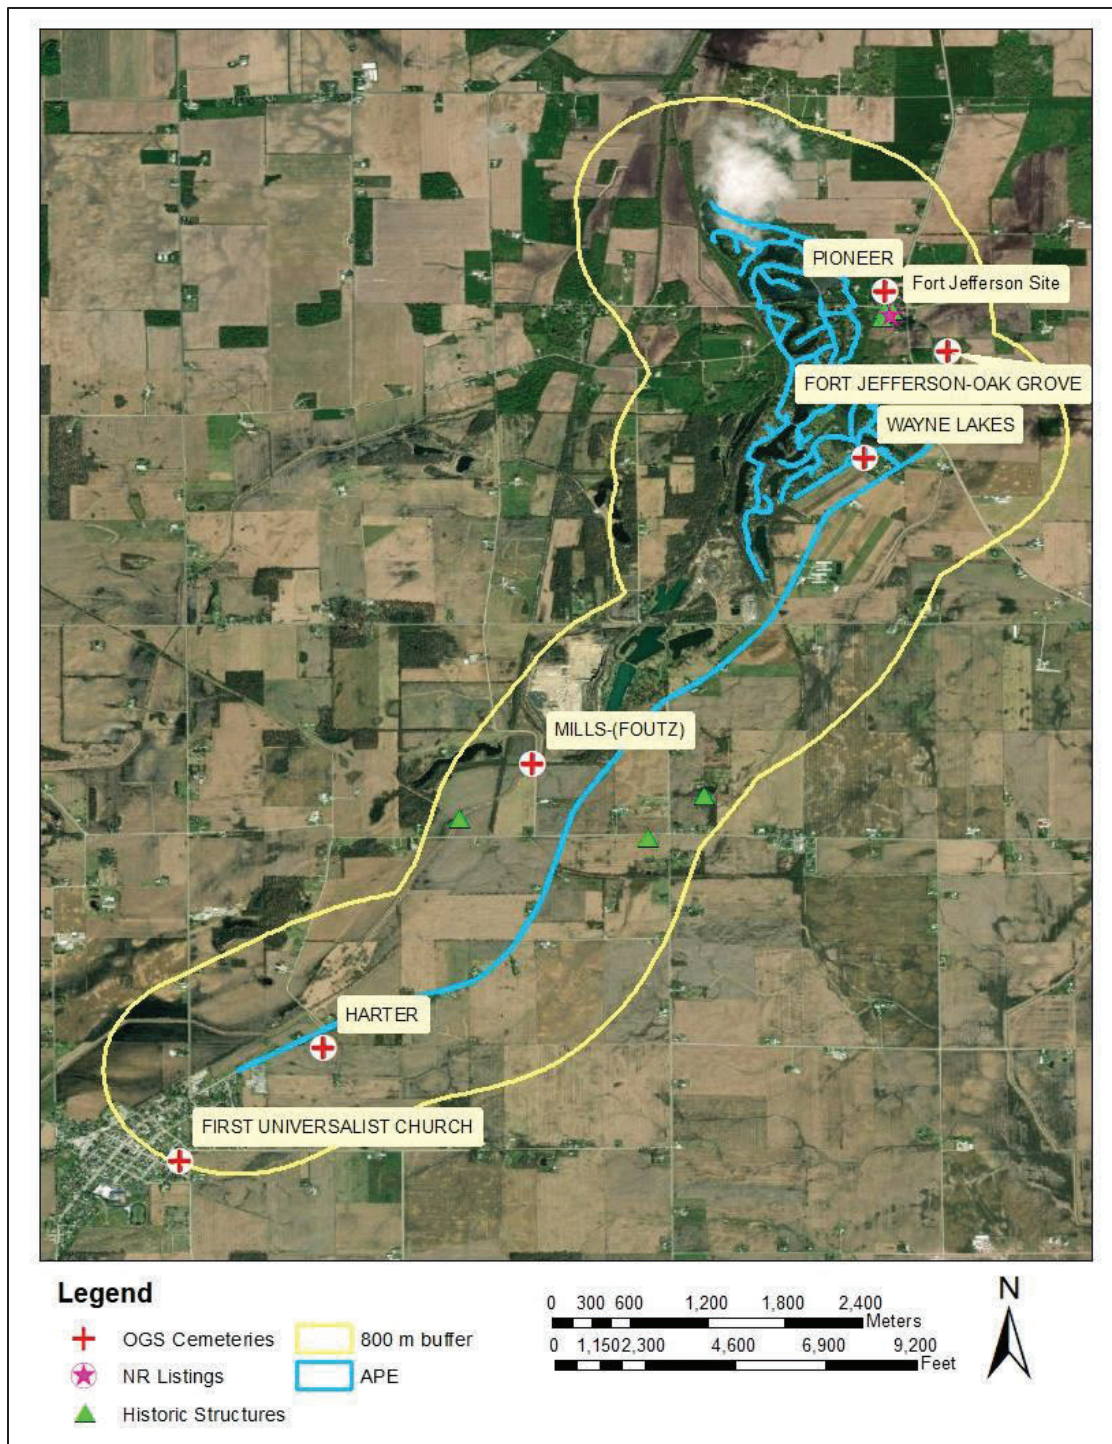 PIONEER
Fort Jefferson Site
FORT JEFFERSON-OAK GROVE
WAYNE LAKES
MILLS-(FOUTZ)
HARTER
FIRST UNIVERSALIST CHURCH
Legend
OGS Cemeteries
NR Listings
Historic Structures
800 m buffer
APE
0 300 600 1,200 1,800 2,400
Meters
0 1,150 2,300 4,600 6,900 9,200
Feet
N